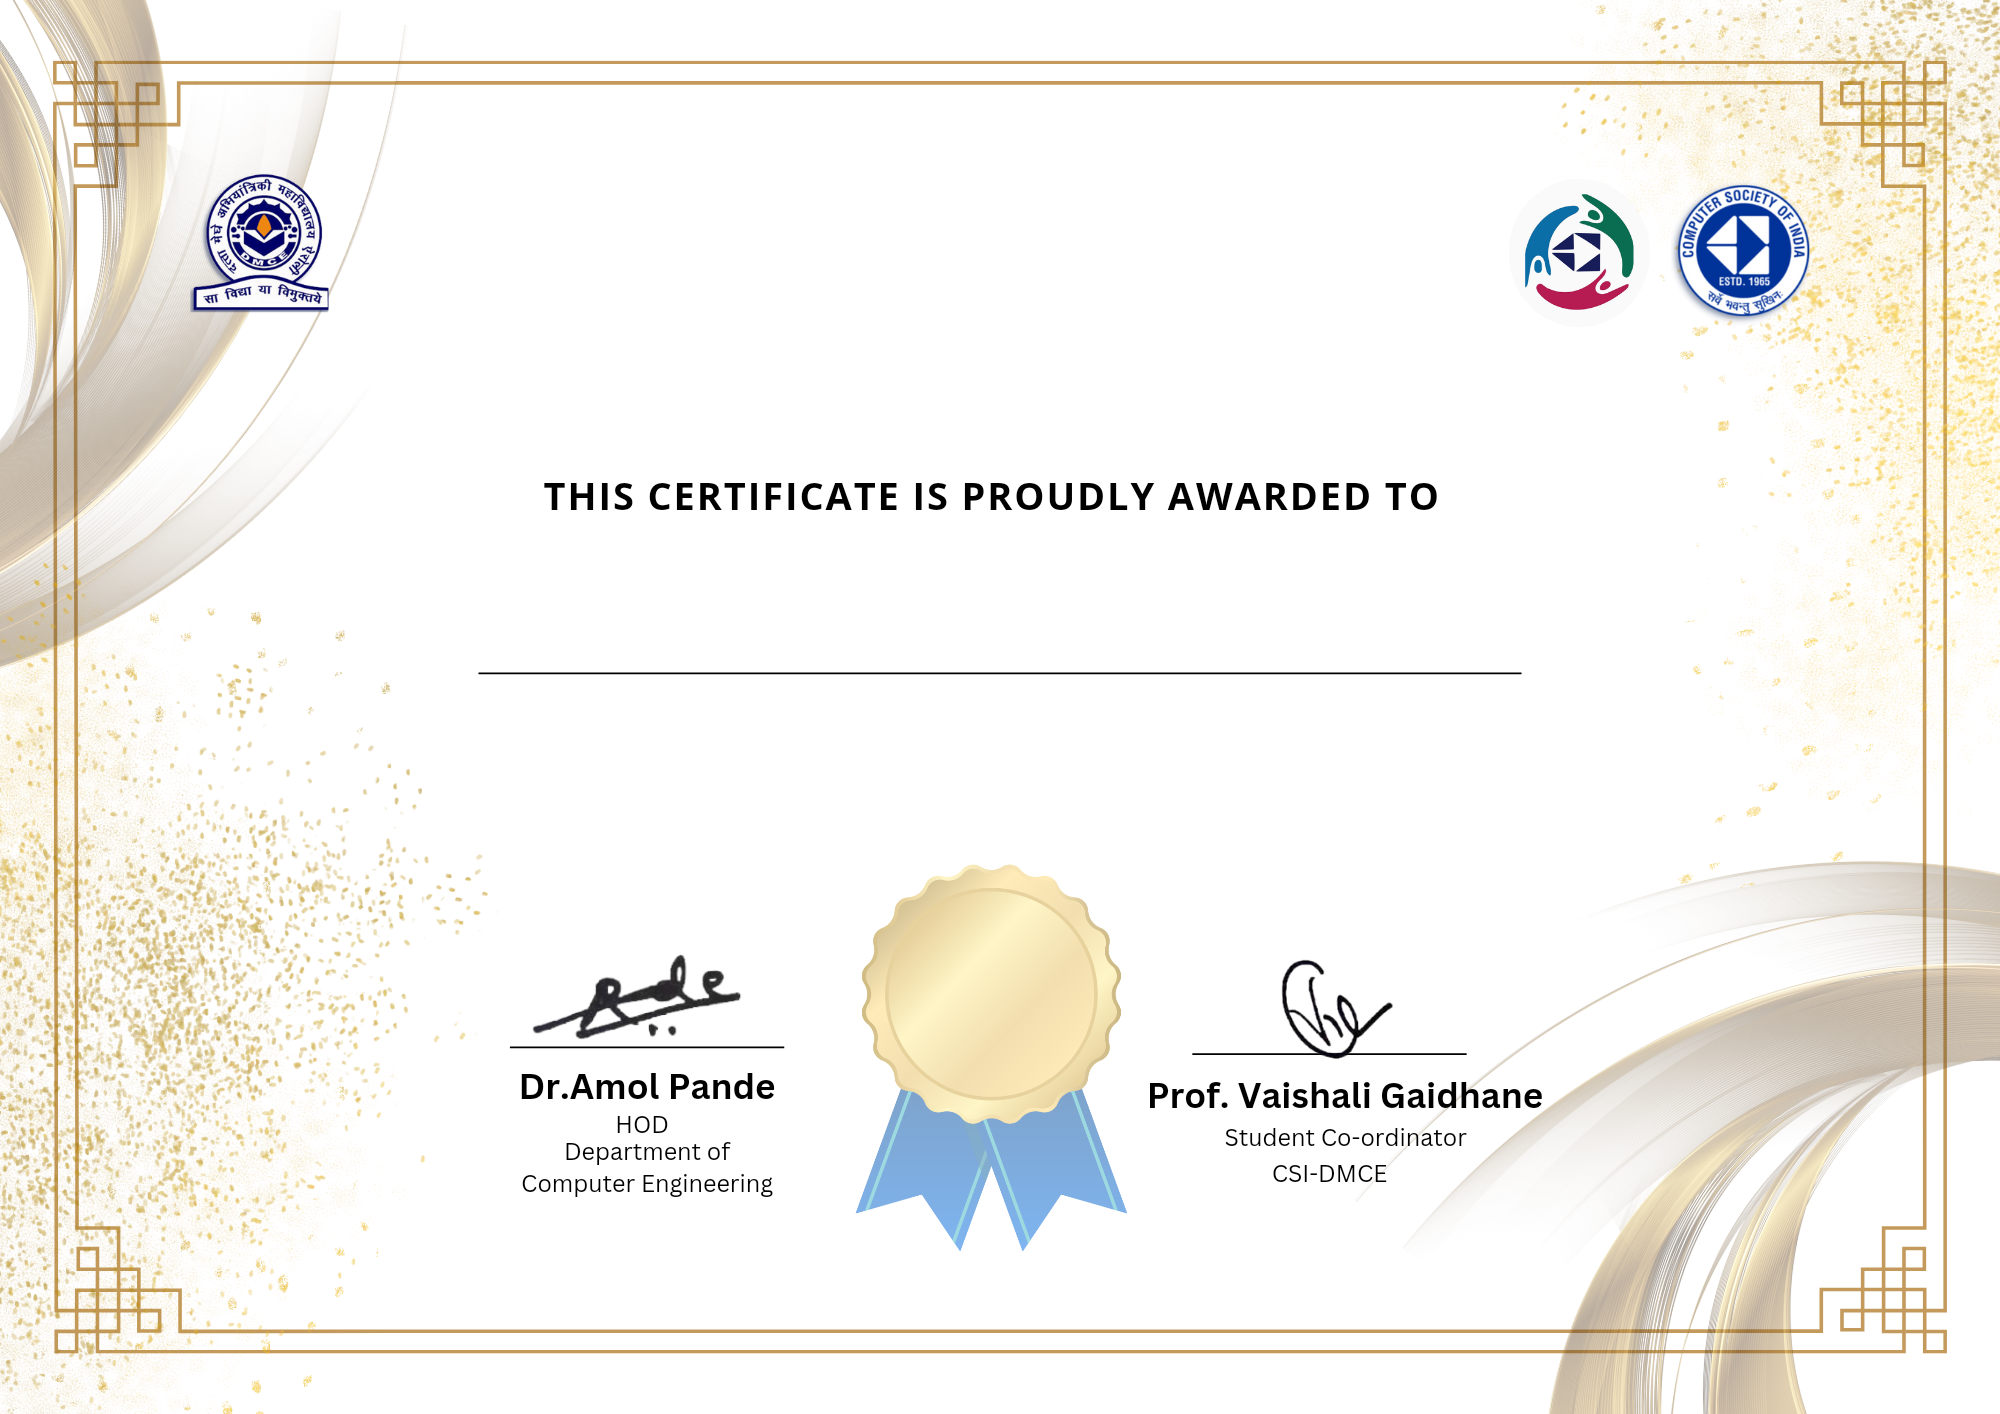 दत्ता मेघे अभियांत्रिकी महाविद्यालय ऐरोली
DMCE
सा विद्या या विमुक्तये
COMPUTER SOCIETY OF INDIA
ESTD. 1965
सर्वे भवन्तु सुखिनः
THIS CERTIFICATE IS PROUDLY AWARDED TO
Dr.Amol Pande
HOD
Department of
Computer Engineering
Prof. Vaishali Gaidhane
Student Co-ordinator
CSI-DMCE